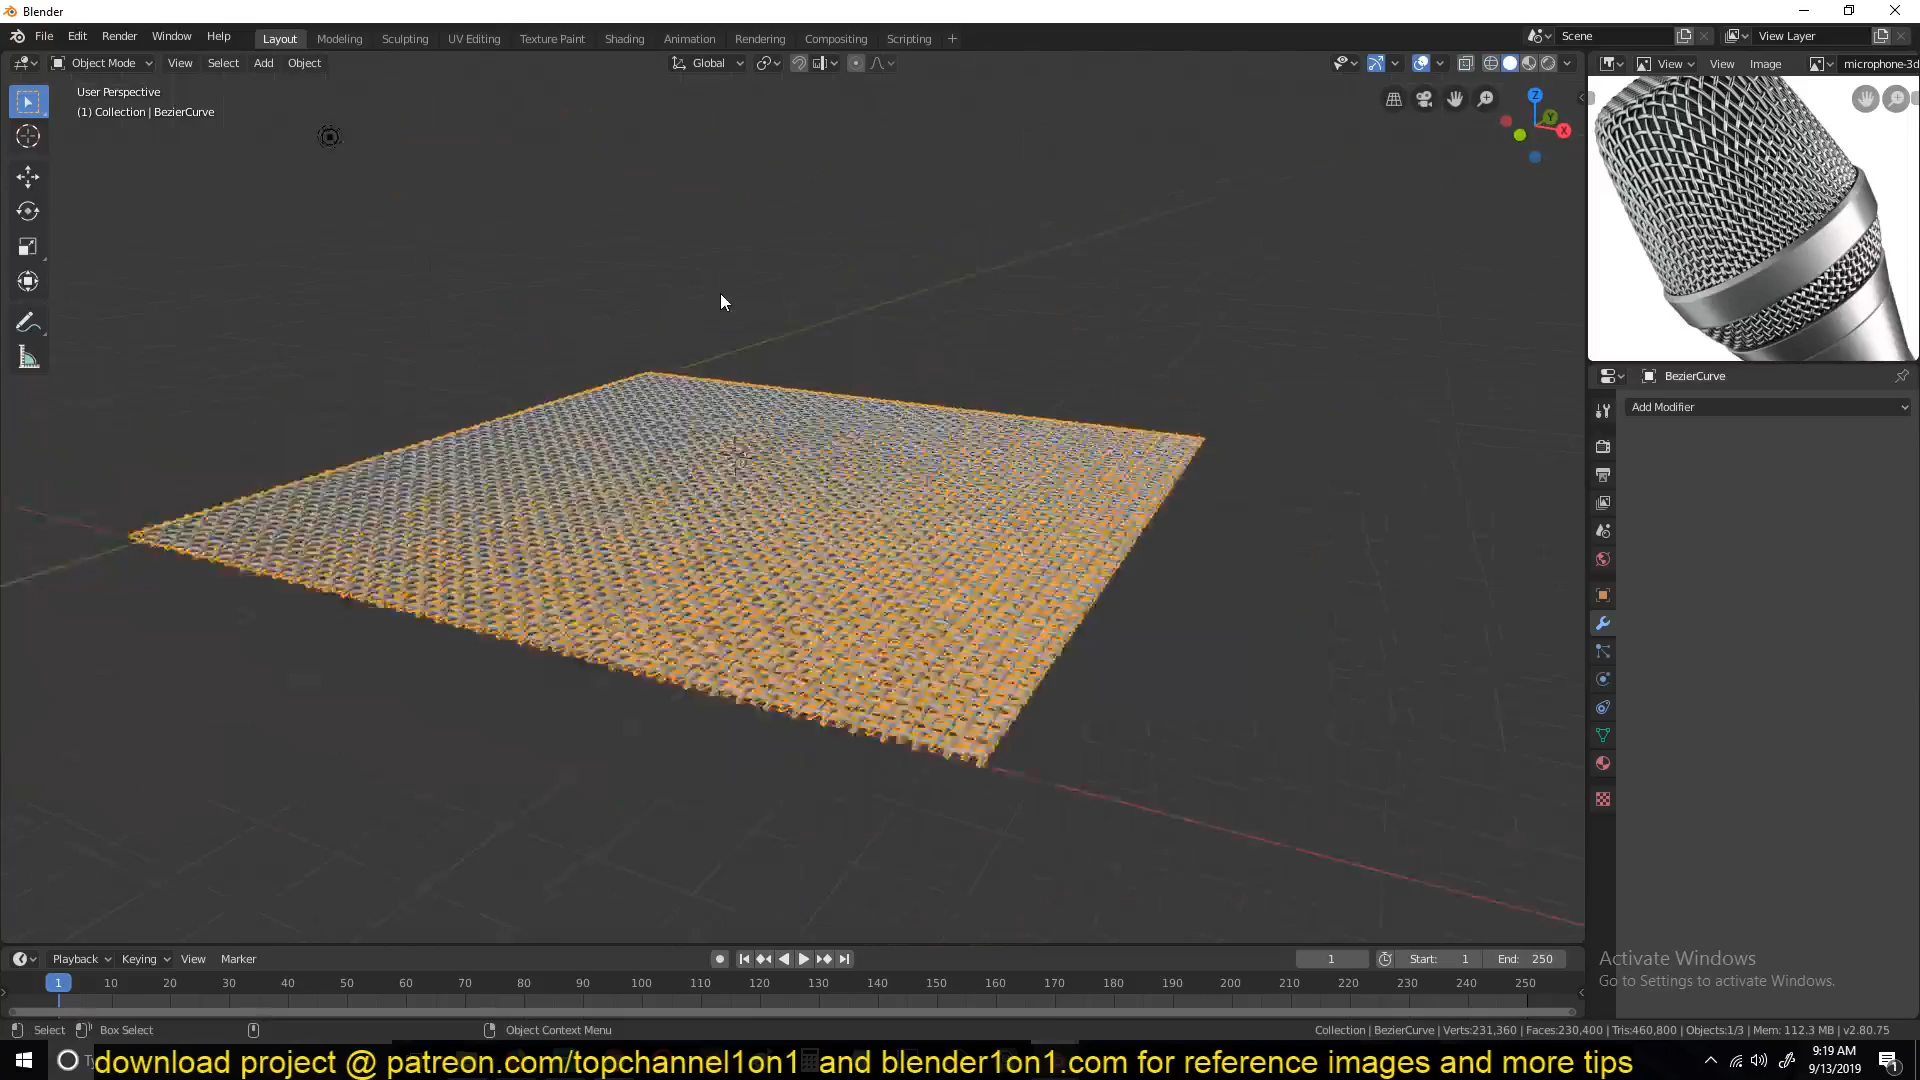 Blender
File Edit Render Window Help
Layout Modeling Sculpting UV Editing Texture Paint Shading Animation Rendering Compositing Scripting +
Scene
View Layer
Object Mode View Select Add Object
Global
View View Image microphone-3d
User Perspective
(1) Collection | BezierCurve
Z
Y
X
BezierCurve
Add Modifier
Activate Windows
Go to Settings to activate Windows.
Playback Keying View Marker
1 Start: 1 End: 250
1 10 20 30 40 50 60 70 80 90 100 110 120 130 140 150 160 170 180 190 200 210 220 230 240 250
Select Box Select Object Context Menu
Collection | BezierCurve | Verts:231,360 | Faces:230,400 | Tris:460,800 | Objects:1/3 | Mem: 112.3 MB | v2.80.75
download project @ patreon.com/topchannel1on1 and blender1on1.com for reference images and more tips
9:19 AM
9/13/2019
1